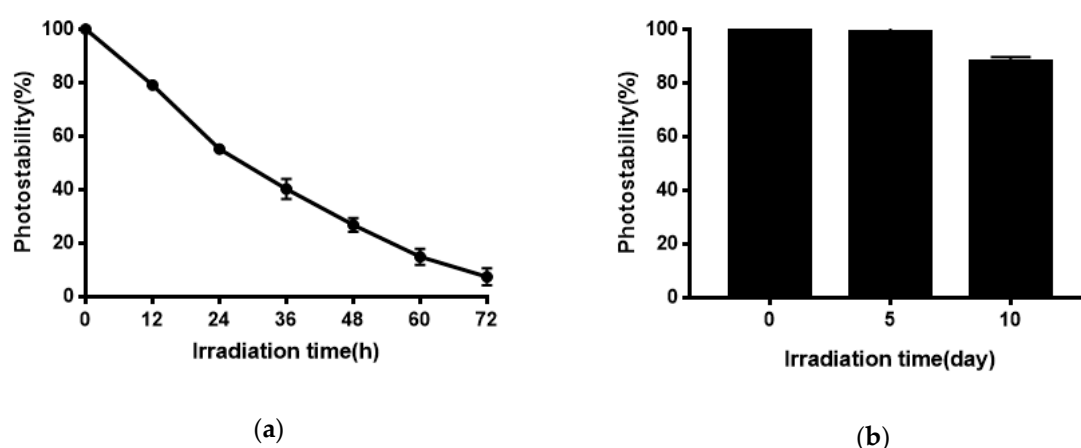 Photostability(%)
100
80
60
40
20
0
0 12 24 36 48 60 72
Irradiation time(h)
(a)
Photostability(%)
100
80
60
40
20
0
0 5 10
Irradiation time(day)
(b)